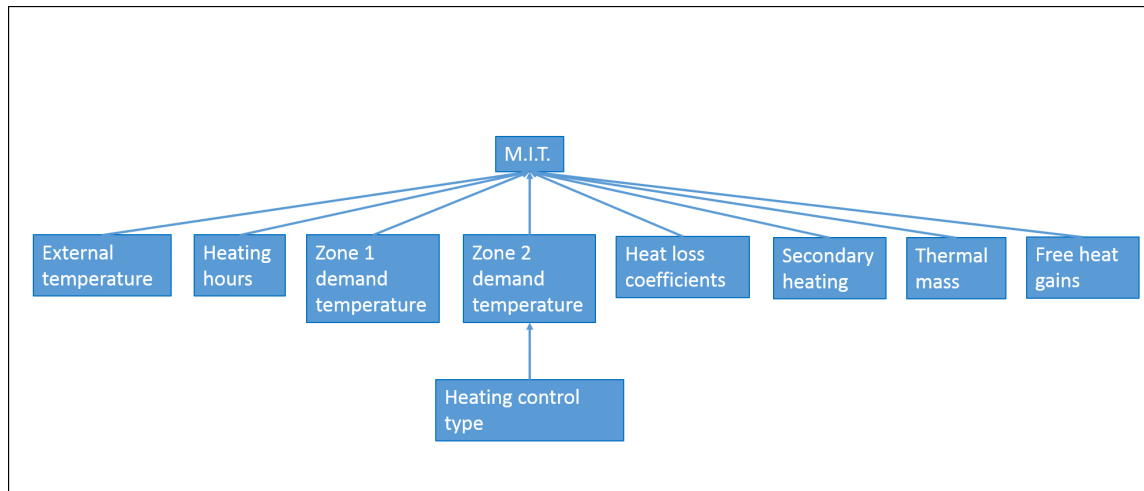 M.I.T.
External
temperature
Heating
hours
Zone 1
demand
temperature
Zone 2
demand
temperature
Heat loss
coefficients
Secondary
heating
Thermal
mass
Free heat
gains
Heating control
type